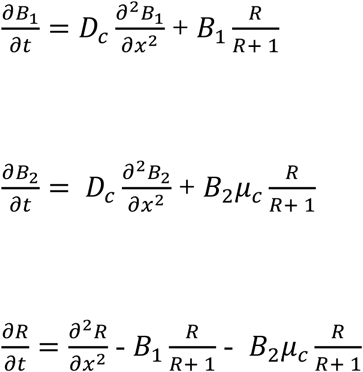 ∂B₁/∂t = D_c ∂²B₁/∂x² + B₁ R/(R+1)
∂B₂/∂t = D_c ∂²B₂/∂x² + B₂μ_c R/(R+1)
∂R/∂t = ∂²R/∂x² - B₁ R/(R+1) - B₂μ_c R/(R+1)